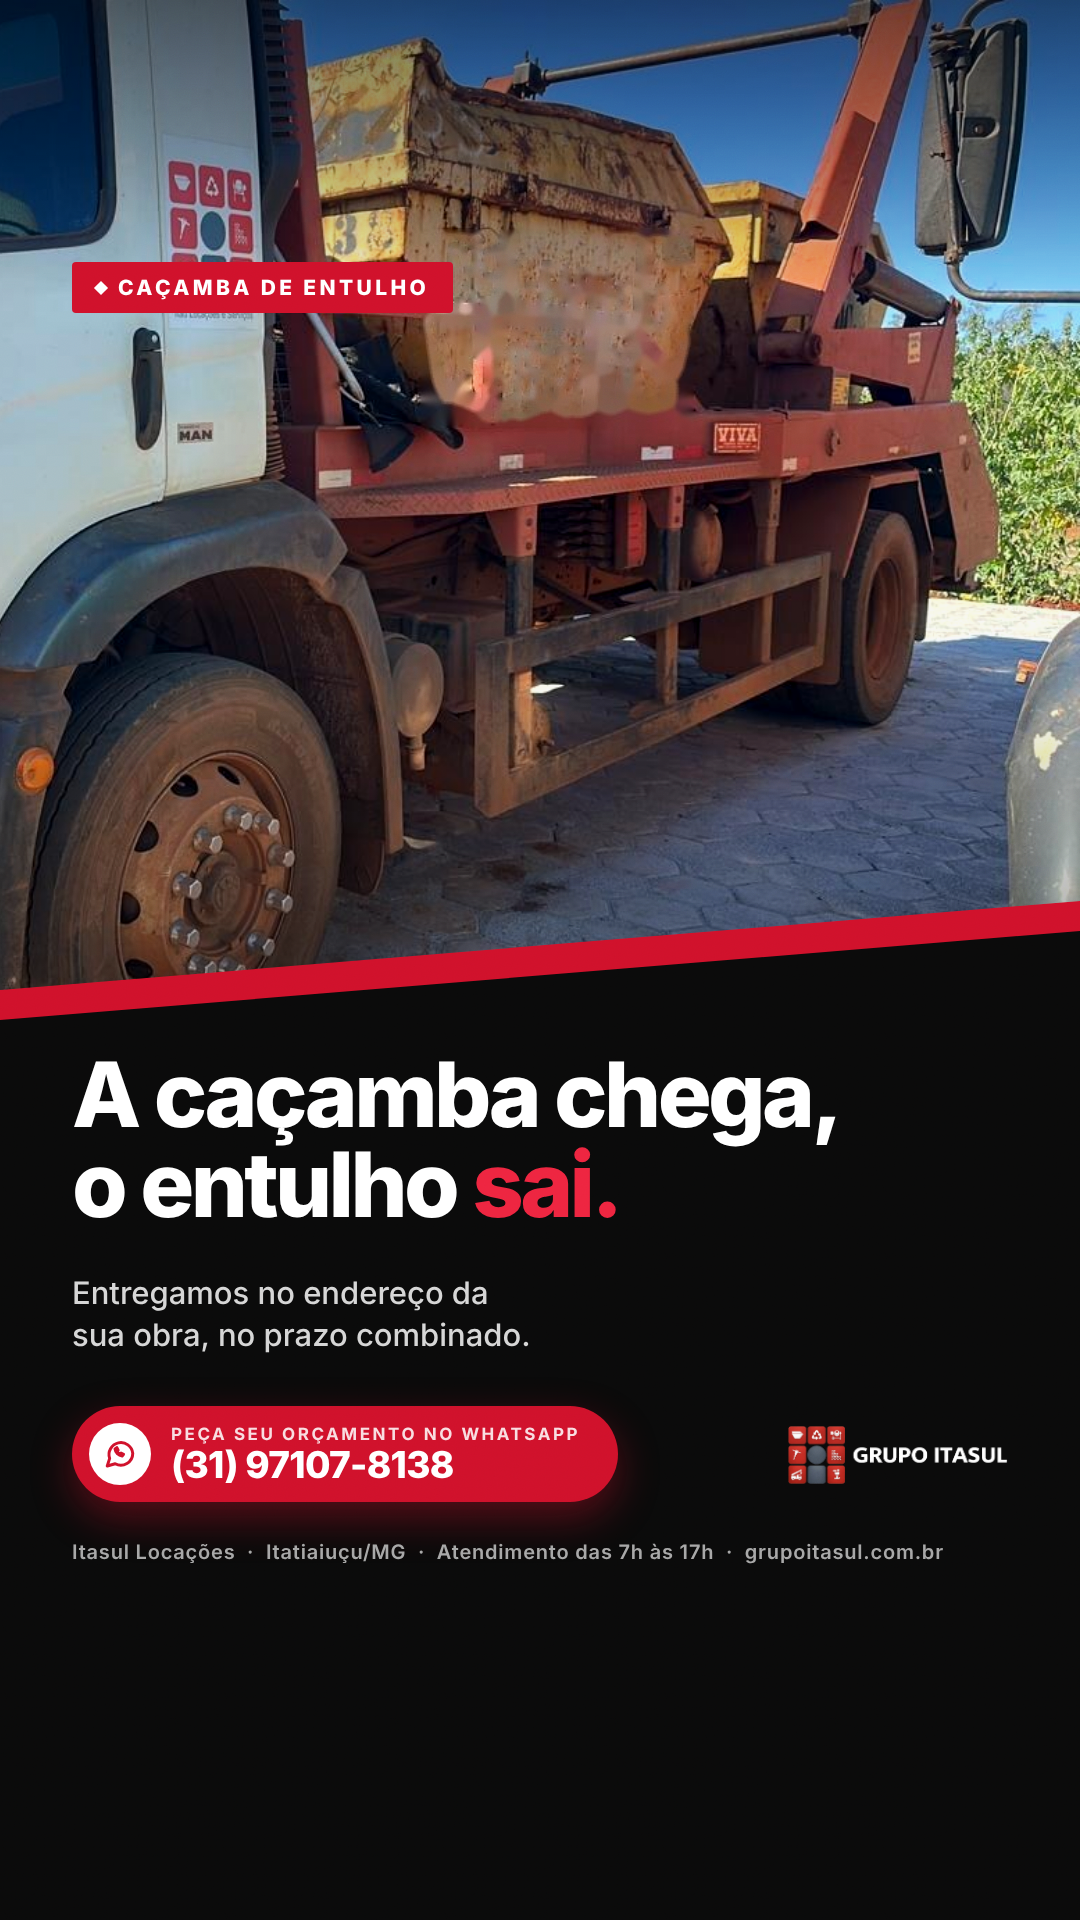 CAÇAMBA DE ENTULHO
MAN
VIVA
A caçamba chega,
o entulho sai.
Entregamos no endereço da
sua obra, no prazo combinado.
PEÇA SEU ORÇAMENTO NO WHATSAPP
(31) 97107-8138
GRUPO ITASUL
Itasul Locações · Itatiaiuçu/MG · Atendimento das 7h às 17h · grupoitasul.com.br